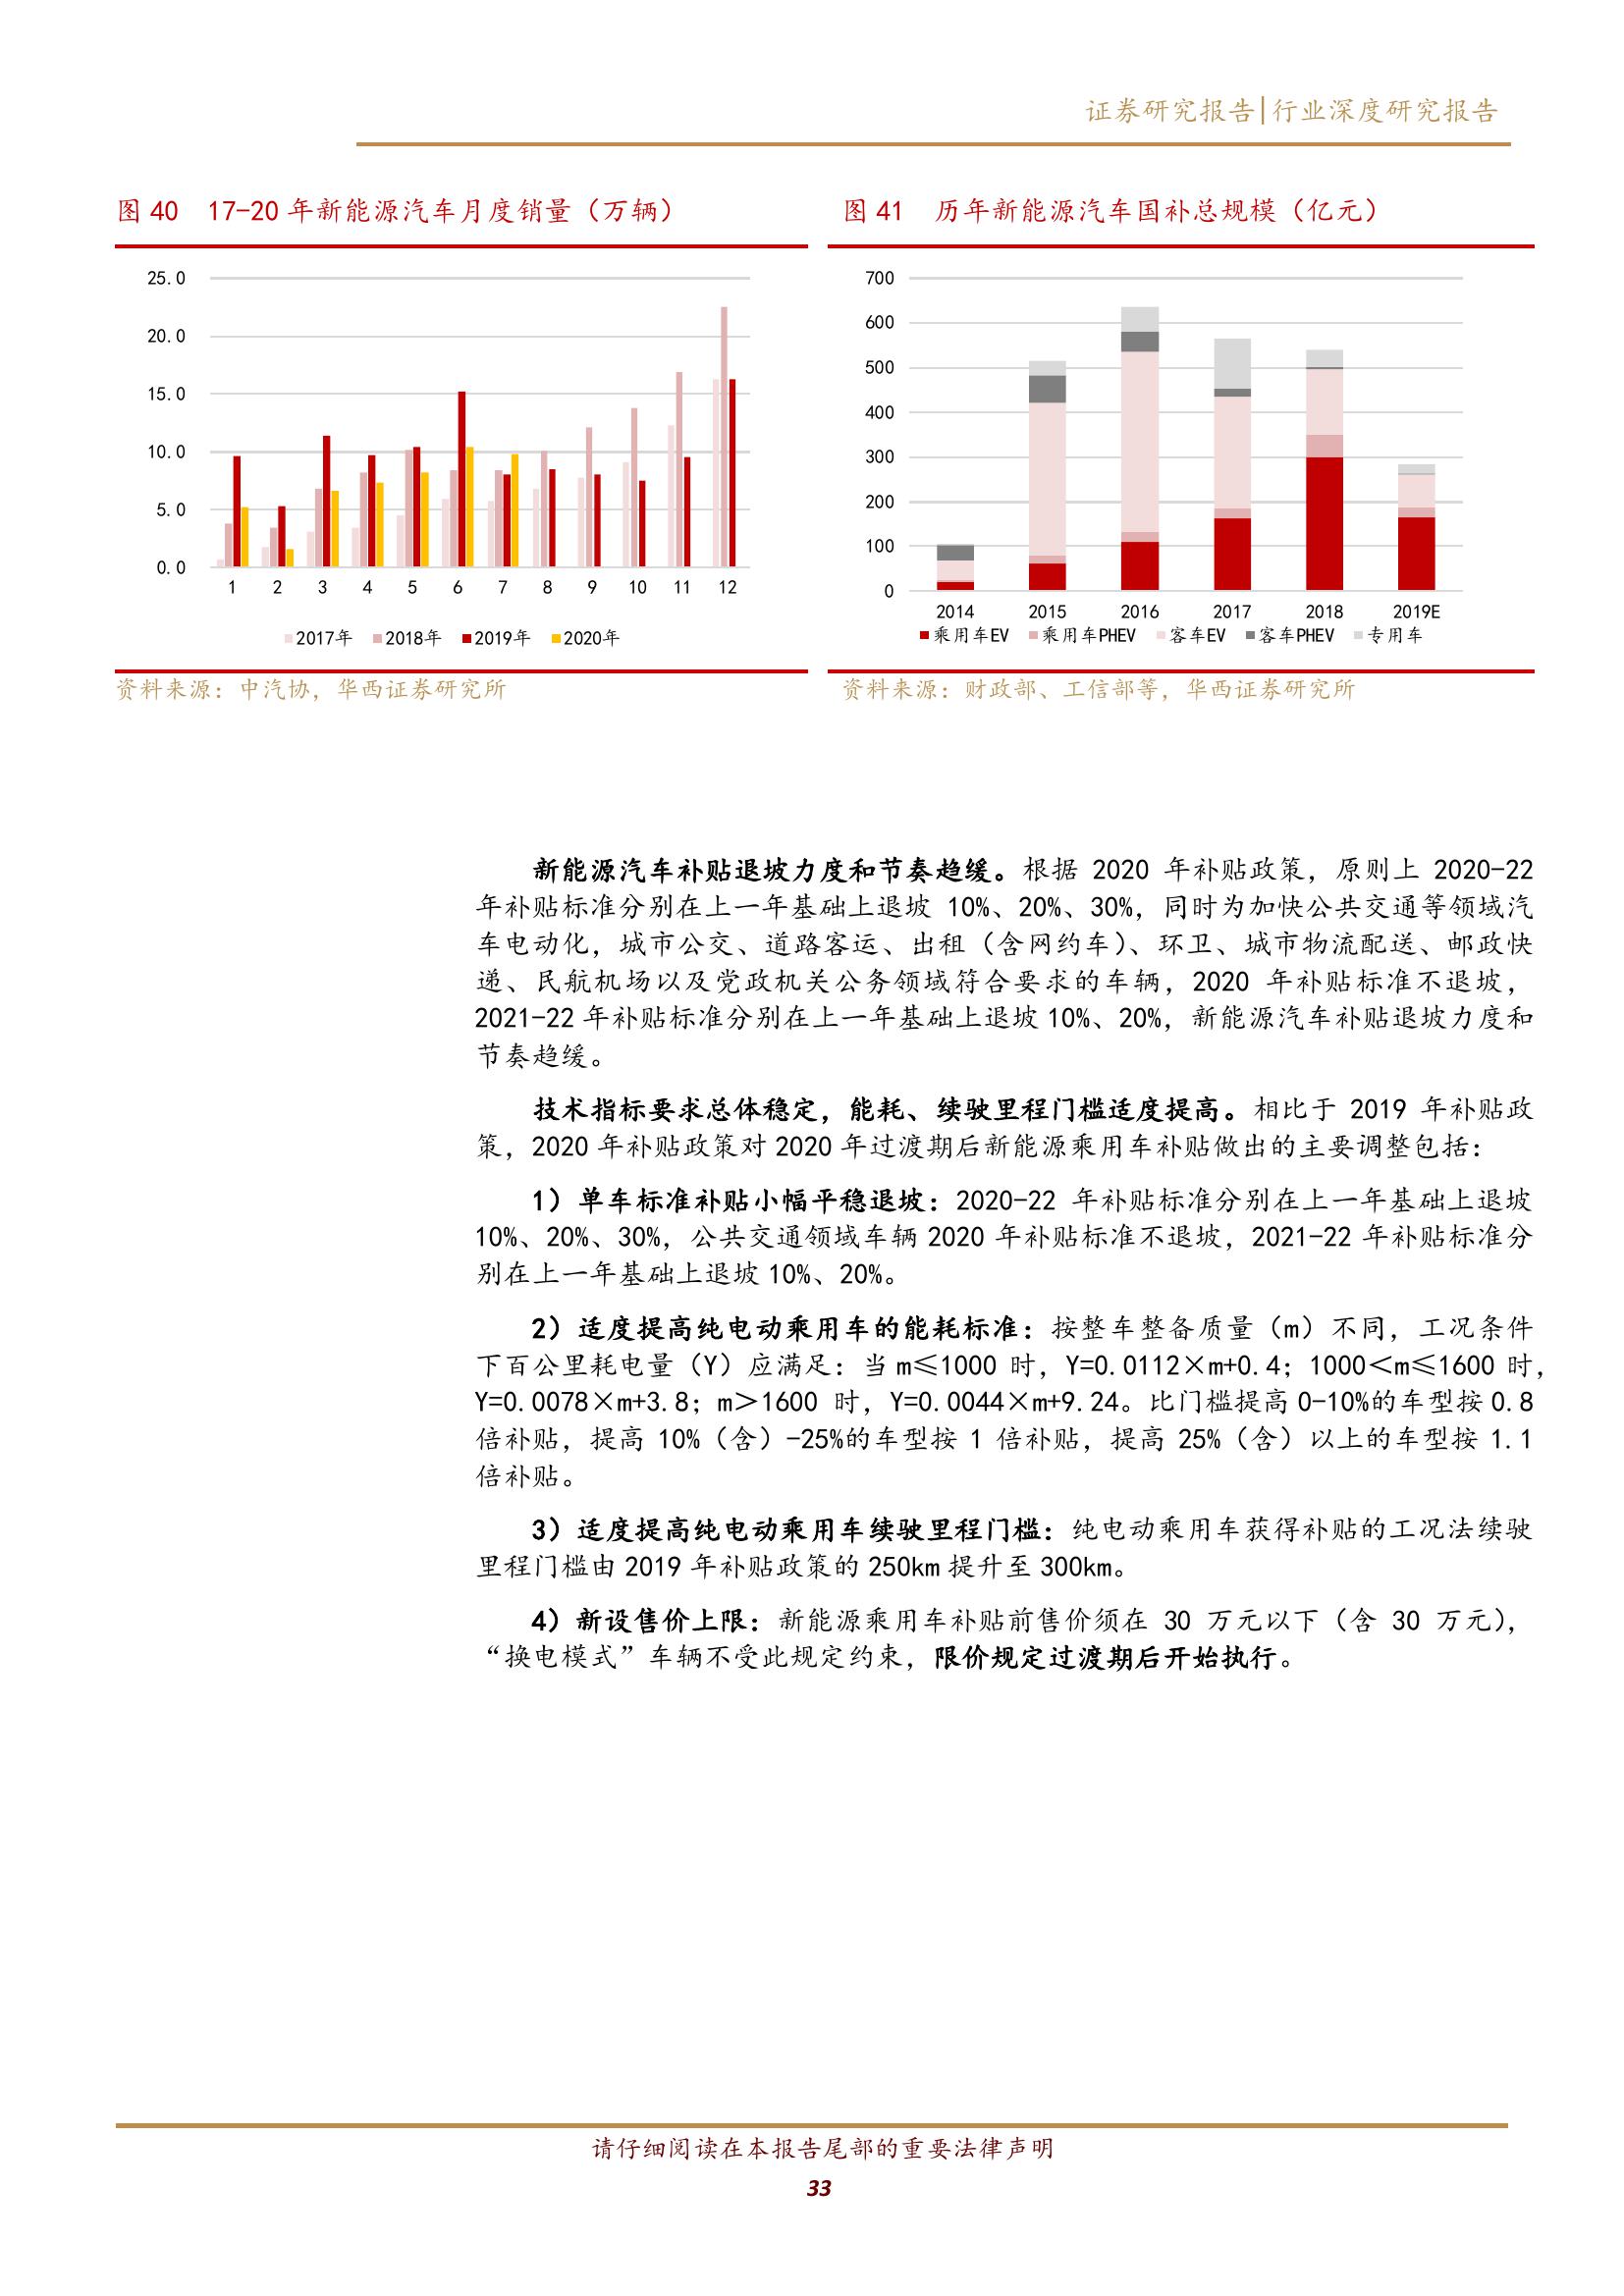 证券研究报告|行业深度研究报告
图 40 17-20 年新能源汽车月度销量（万辆）
25.0
20.0
15.0
10.0
5.0
0.0
1 2 3 4 5 6 7 8 9 10 11 12
2017年 2018年 2019年 2020年
资料来源：中汽协，华西证券研究所
图 41 历年新能源汽车国补总规模（亿元）
700
600
500
400
300
200
100
0
2014 2015 2016 2017 2018 2019E
乘用车EV 乘用车PHEV 客车EV 客车PHEV 专用车
资料来源：财政部、工信部等，华西证券研究所
新能源汽车补贴退坡力度和节奏趋缓。根据 2020 年补贴政策，原则上 2020-22
年补贴标准分别在上一年基础上退坡 10%、20%、30%，同时为加快公共交通等领域汽
车电动化，城市公交、道路客运、出租（含网约车）、环卫、城市物流配送、邮政快
递、民航机场以及党政机关公务领域符合要求的车辆，2020 年补贴标准不退坡，
2021-22 年补贴标准分别在上一年基础上退坡 10%、20%，新能源汽车补贴退坡力度和
节奏趋缓。
技术指标要求总体稳定，能耗、续驶里程门槛适度提高。相比于 2019 年补贴政
策，2020 年补贴政策对 2020 年过渡期后新能源乘用车补贴做出的主要调整包括：
1）单车标准补贴小幅平稳退坡：2020-22 年补贴标准分别在上一年基础上退坡
10%、20%、30%，公共交通领域车辆 2020 年补贴标准不退坡，2021-22 年补贴标准分
别在上一年基础上退坡 10%、20%。
2）适度提高纯电动乘用车的能耗标准：按整车整备质量（m）不同，工况条件
下百公里耗电量（Y）应满足：当 m≤1000 时，Y=0.0112×m+0.4；1000＜m≤1600 时，
Y=0.0078×m+3.8；m＞1600 时，Y=0.0044×m+9.24。比门槛提高 0-10%的车型按 0.8
倍补贴，提高 10%（含）-25%的车型按 1 倍补贴，提高 25%（含）以上的车型按 1.1
倍补贴。
3）适度提高纯电动乘用车续驶里程门槛：纯电动乘用车获得补贴的工况法续驶
里程门槛由 2019 年补贴政策的 250km 提升至 300km。
4）新设售价上限：新能源乘用车补贴前售价须在 30 万元以下（含 30 万元），
“换电模式”车辆不受此规定约束，限价规定过渡期后开始执行。
请仔细阅读在本报告尾部的重要法律声明
33